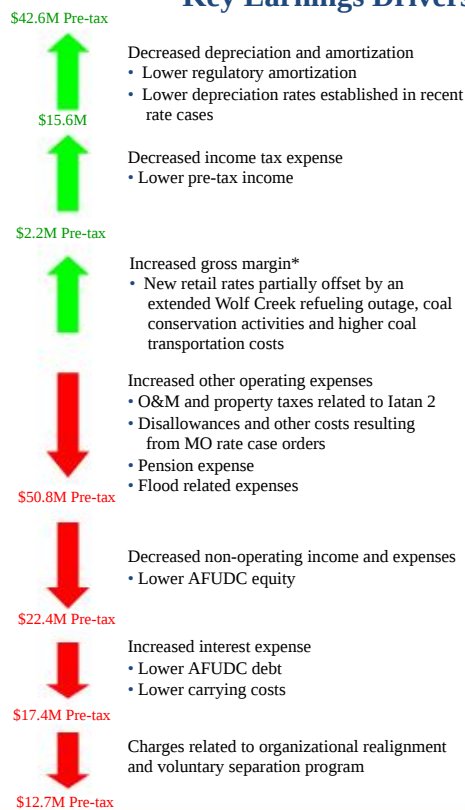 Key Earnings Drivers
$42.6M Pre-tax
Decreased depreciation and amortization
• Lower regulatory amortization
• Lower depreciation rates established in recent
rate cases
$15.6M
Decreased income tax expense
• Lower pre-tax income
$2.2M Pre-tax
Increased gross margin*
• New retail rates partially offset by an
extended Wolf Creek refueling outage, coal
conservation activities and higher coal
transportation costs
Increased other operating expenses
• O&M and property taxes related to Iatan 2
• Disallowances and other costs resulting
from MO rate case orders
• Pension expense
• Flood related expenses
$50.8M Pre-tax
Decreased non-operating income and expenses
• Lower AFUDC equity
$22.4M Pre-tax
Increased interest expense
• Lower AFUDC debt
• Lower carrying costs
$17.4M Pre-tax
Charges related to organizational realignment
and voluntary separation program
$12.7M Pre-tax